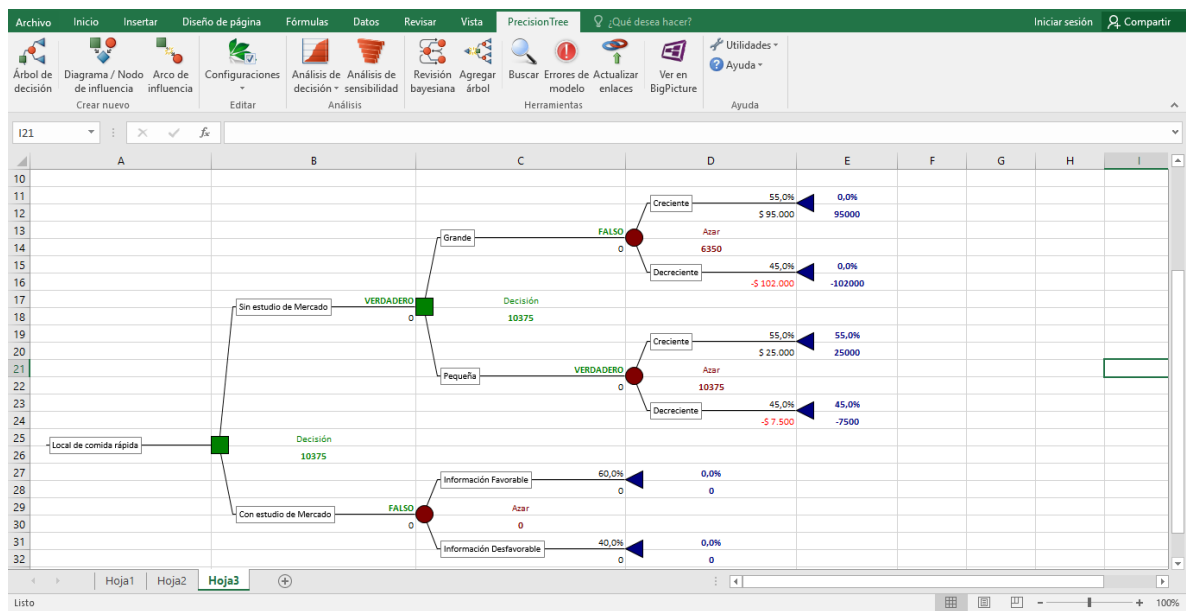 Archivo Inicio Insertar Diseño de página Fórmulas Datos Revisar Vista PrecisionTree ¿Qué desea hacer? Iniciar sesión Compartir
Árbol de decisión
Diagrama / Nodo de influencia
Arco de influencia
Crear nuevo
Configuraciones
Editar
Análisis de decisión
Análisis de sensibilidad
Análisis
Revisión bayesiana
Agregar árbol
Buscar
Errores de modelo
Actualizar enlaces
Herramientas
Ver en BigPicture
Utilidades
Ayuda
Ayuda
I21 fx
A B C D E F G H I
10
11 55,0% 0,0%
Creciente
12 $ 95.000 95000
13 FALSO Azar
Grande
14 0 6350
15 45,0% 0,0%
Decreciente
16 -$ 102.000 -102000
17 VERDADERO Decisión
Sin estudio de Mercado
18 0 10375
19 55,0% 55,0%
Creciente
20 $ 25.000 25000
21 VERDADERO Azar
Pequeña
22 0 10375
23 45,0% 45,0%
Decreciente
24 -$ 7.500 -7500
25 Decisión
Local de comida rápida
26 10375
27 60,0% 0,0%
Información Favorable
28 0 0
29 FALSO Azar
Con estudio de Mercado
30 0 0
31 40,0% 0,0%
Información Desfavorable
32 0 0
Hoja1 Hoja2 Hoja3
Listo 100%